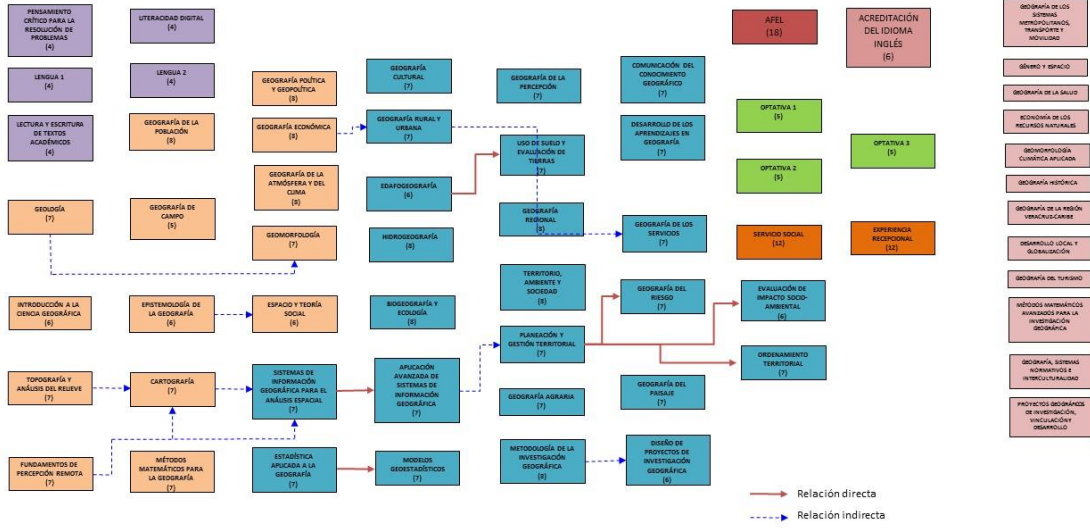 PENSAMIENTO
CRÍTICO PARA LA
RESOLUCIÓN DE
PROBLEMAS
(4)
LENGUA 1
(4)
LECTURA Y ESCRITURA
DE TEXTOS
ACADÉMICOS
(4)
GEOLOGÍA
(7)
INTRODUCCIÓN A LA
CIENCIA GEOGRÁFICA
(6)
TOPOGRAFÍA Y
ANÁLISIS DEL RELIEVE
(7)
FUNDAMENTOS DE
PERCEPCIÓN REMOTA
(7)
LITERACIDAD DIGITAL
(4)
LENGUA 2
(4)
GEOGRAFÍA DE LA
POBLACIÓN
(8)
GEOGRAFÍA DE
CAMPO
(5)
EPISTEMOLOGÍA DE
LA GEOGRAFÍA
(6)
CARTOGRAFÍA
(7)
MÉTODOS
MATEMÁTICOS PARA
LA GEOGRAFÍA
(7)
GEOGRAFÍA POLÍTICA
Y GEOPOLÍTICA
(8)
GEOGRAFÍA ECONÓMICA
(8)
GEOGRAFÍA DE LA
ATMÓSFERA Y DEL
CLIMA
(8)
GEOMORFOLOGÍA
(7)
ESPACIO Y TEORÍA
SOCIAL
(6)
SISTEMAS DE
INFORMACIÓN
GEOGRÁFICA PARA EL
ANÁLISIS ESPACIAL
(7)
ESTADÍSTICA
APLICADA A LA
GEOGRAFÍA
(7)
GEOGRAFÍA
CULTURAL
(7)
GEOGRAFÍA RURAL Y
URBANA
(7)
EDAFOGEOGRAFÍA
(6)
HIDROGEOGRAFÍA
(8)
BIOGEOGRAFÍA Y
ECOLOGÍA
(8)
APLICACIÓN
AVANZADA DE
SISTEMAS DE
INFORMACIÓN
GEOGRÁFICA
(7)
MODELOS
GEOESTADÍSTICOS
(7)
GEOGRAFÍA DE LA
PERCEPCIÓN
(7)
USO DE SUELO Y
EVALUACIÓN DE
TIERRAS
(7)
GEOGRAFÍA
REGIONAL
(8)
TERRITORIO,
AMBIENTE Y
SOCIEDAD
(8)
PLANEACIÓN Y
GESTIÓN TERRITORIAL
(7)
GEOGRAFÍA AGRARIA
(7)
METODOLOGÍA DE LA
INVESTIGACIÓN
GEOGRÁFICA
(8)
COMUNICACIÓN DEL
CONOCIMIENTO
GEOGRÁFICO
(7)
DESARROLLO DE LOS
APRENDIZAJES EN
GEOGRAFÍA
(7)
GEOGRAFÍA DE LOS
SERVICIOS
(7)
GEOGRAFÍA DEL
RIESGO
(7)
GEOGRAFÍA DEL
PAISAJE
(7)
DISEÑO DE
PROYECTOS DE
INVESTIGACIÓN
GEOGRÁFICA
(6)
AFEL
(18)
OPTATIVA 1
(5)
OPTATIVA 2
(5)
SERVICIO SOCIAL
(12)
EVALUACIÓN DE
IMPACTO SOCIO-
AMBIENTAL
(6)
ORDENAMIENTO
TERRITORIAL
(7)
ACREDITACIÓN
DEL IDIOMA
INGLÉS
(6)
OPTATIVA 3
(5)
EXPERIENCIA
RECEPCIONAL
(12)
GEOGRAFÍA DE LOS
SISTEMAS
METROPOLITANOS,
TRANSPORTE Y
MOVILIDAD
GÉNERO Y ESPACIO
GEOGRAFÍA DE LA SALUD
ECONOMÍA DE LOS
RECURSOS NATURALES
GEOMORFOLOGÍA
CLIMÁTICA APLICADA
GEOGRAFÍA HISTÓRICA
GEOGRAFÍA DE LA REGIÓN
VERACRUZ-CARIBE
DESARROLLO LOCAL Y
GLOBALIZACIÓN
GEOGRAFÍA DEL TURISMO
MÉTODOS MATEMÁTICOS
AVANZADOS PARA LA
INVESTIGACIÓN
GEOGRÁFICA
GEOGRAFÍA, SISTEMAS
NORMATIVOS E
INTERCULTURALIDAD
PROYECTOS GEOGRÁFICOS
DE INVESTIGACIÓN,
VINCULACIÓN Y
DESARROLLO
Relación directa
Relación indirecta